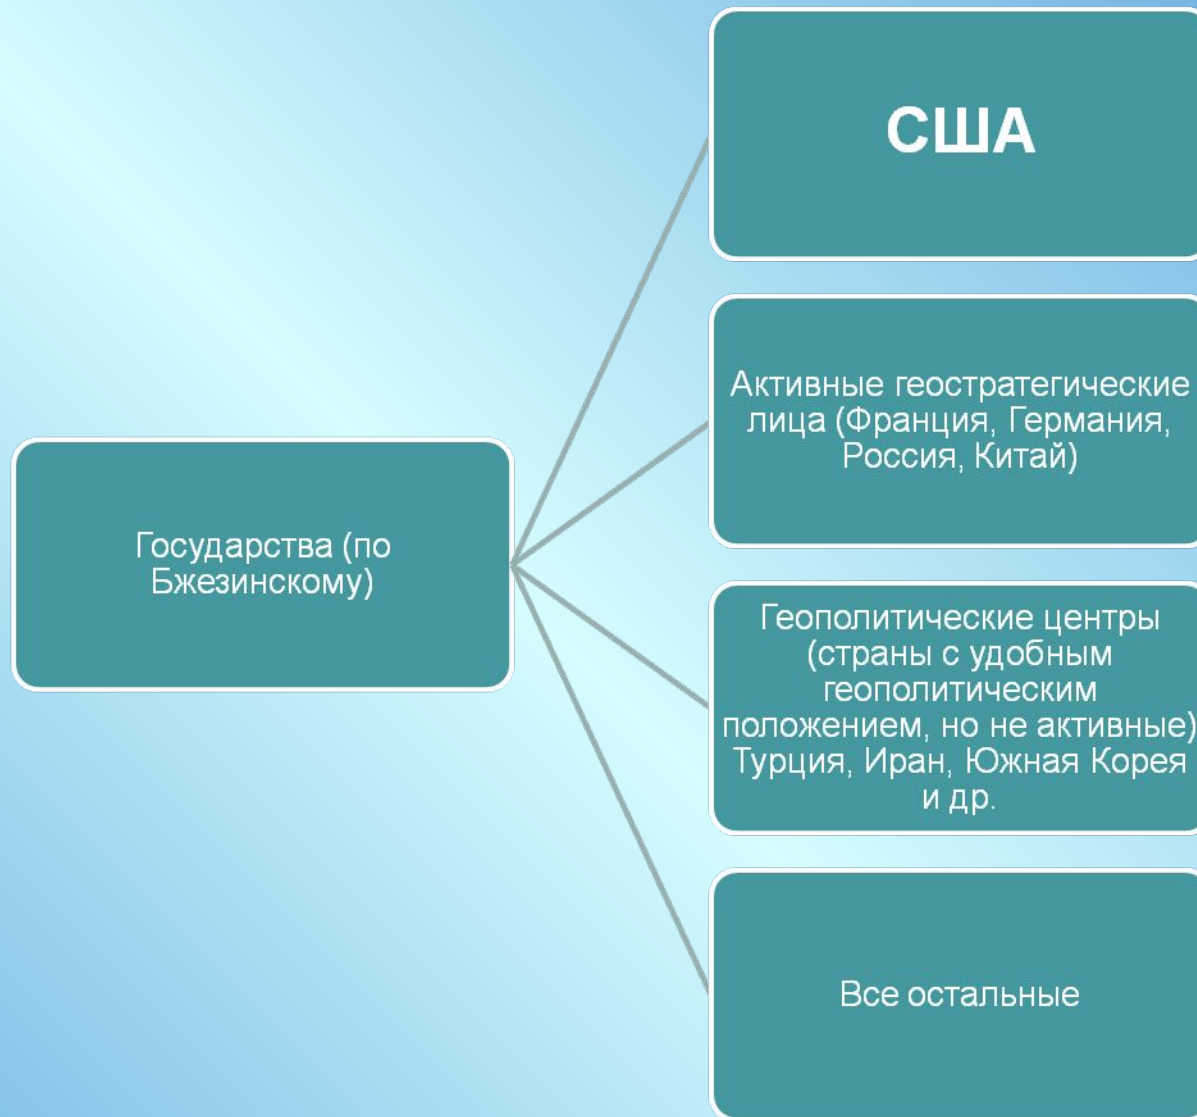 США
Активные геостратегические
лица (Франция, Германия,
Россия, Китай)
Государства (по
Бжезинскому)
Геополитические центры
(страны с удобным
геополитическим
положением, но не активные)
Турция, Иран, Южная Корея
и др.
Все остальные